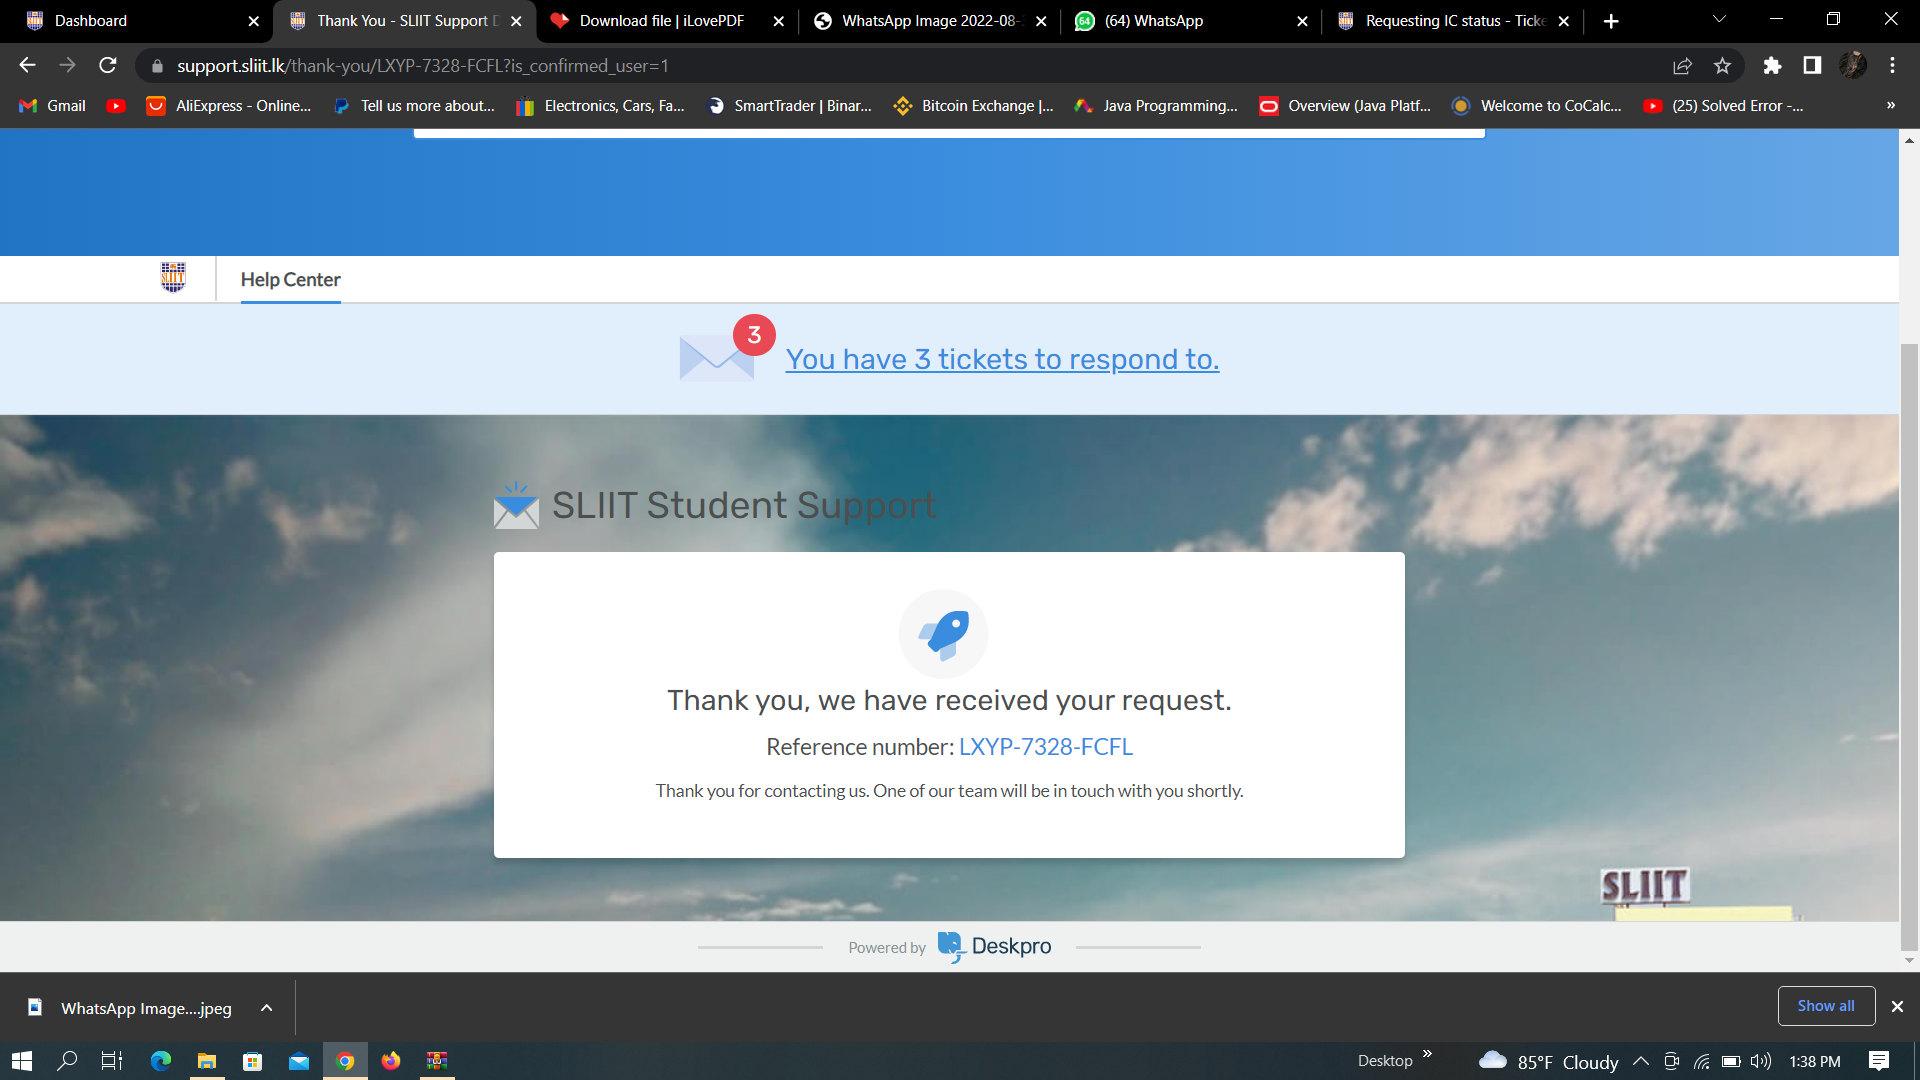 Dashboard
Thank You - SLIIT Support D
Download file | iLovePDF
WhatsApp Image 2022-08-
(64) WhatsApp
Requesting IC status - Ticke
support.sliit.lk/thank-you/LXYP-7328-FCFL?is_confirmed_user=1
Gmail
AliExpress - Online...
Tell us more about...
Electronics, Cars, Fa...
SmartTrader | Binar...
Bitcoin Exchange |...
Java Programming...
Overview (Java Platf...
Welcome to CoCalc...
(25) Solved Error -...
»
SLIIT
Help Center
3
You have 3 tickets to respond to.
SLIIT Student Support
Thank you, we have received your request.
Reference number: LXYP-7328-FCFL
Thank you for contacting us. One of our team will be in touch with you shortly.
SLIIT
Powered by Deskpro
WhatsApp Image....jpeg
Show all
Desktop »
85°F Cloudy
1:38 PM